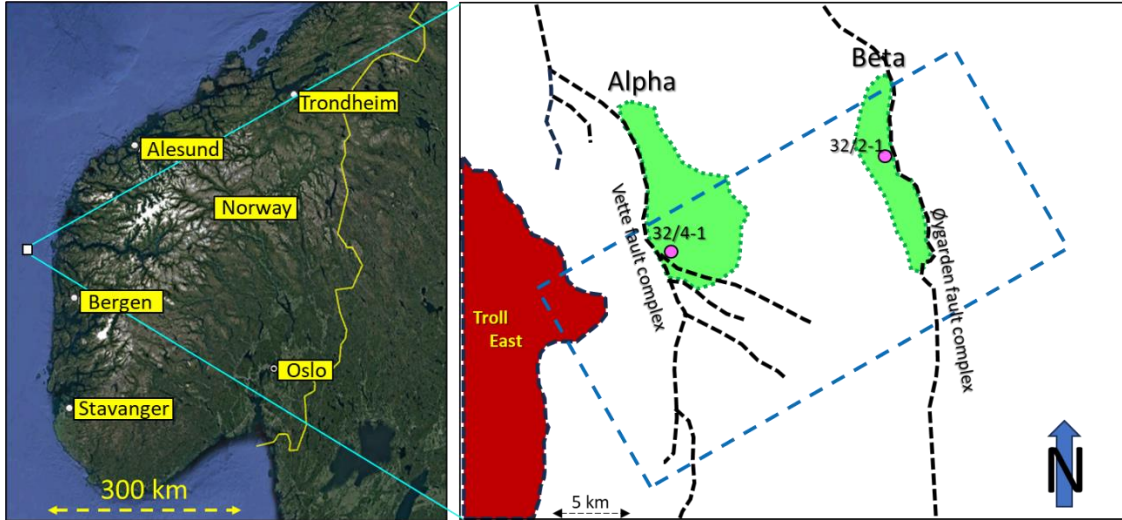 Trondheim
Alesund
Norway
Bergen
Oslo
Stavanger
300 km
Alpha
Beta
32/2-1
32/4-1
Vette fault complex
Øygarden fault complex
Troll
East
5 km
N